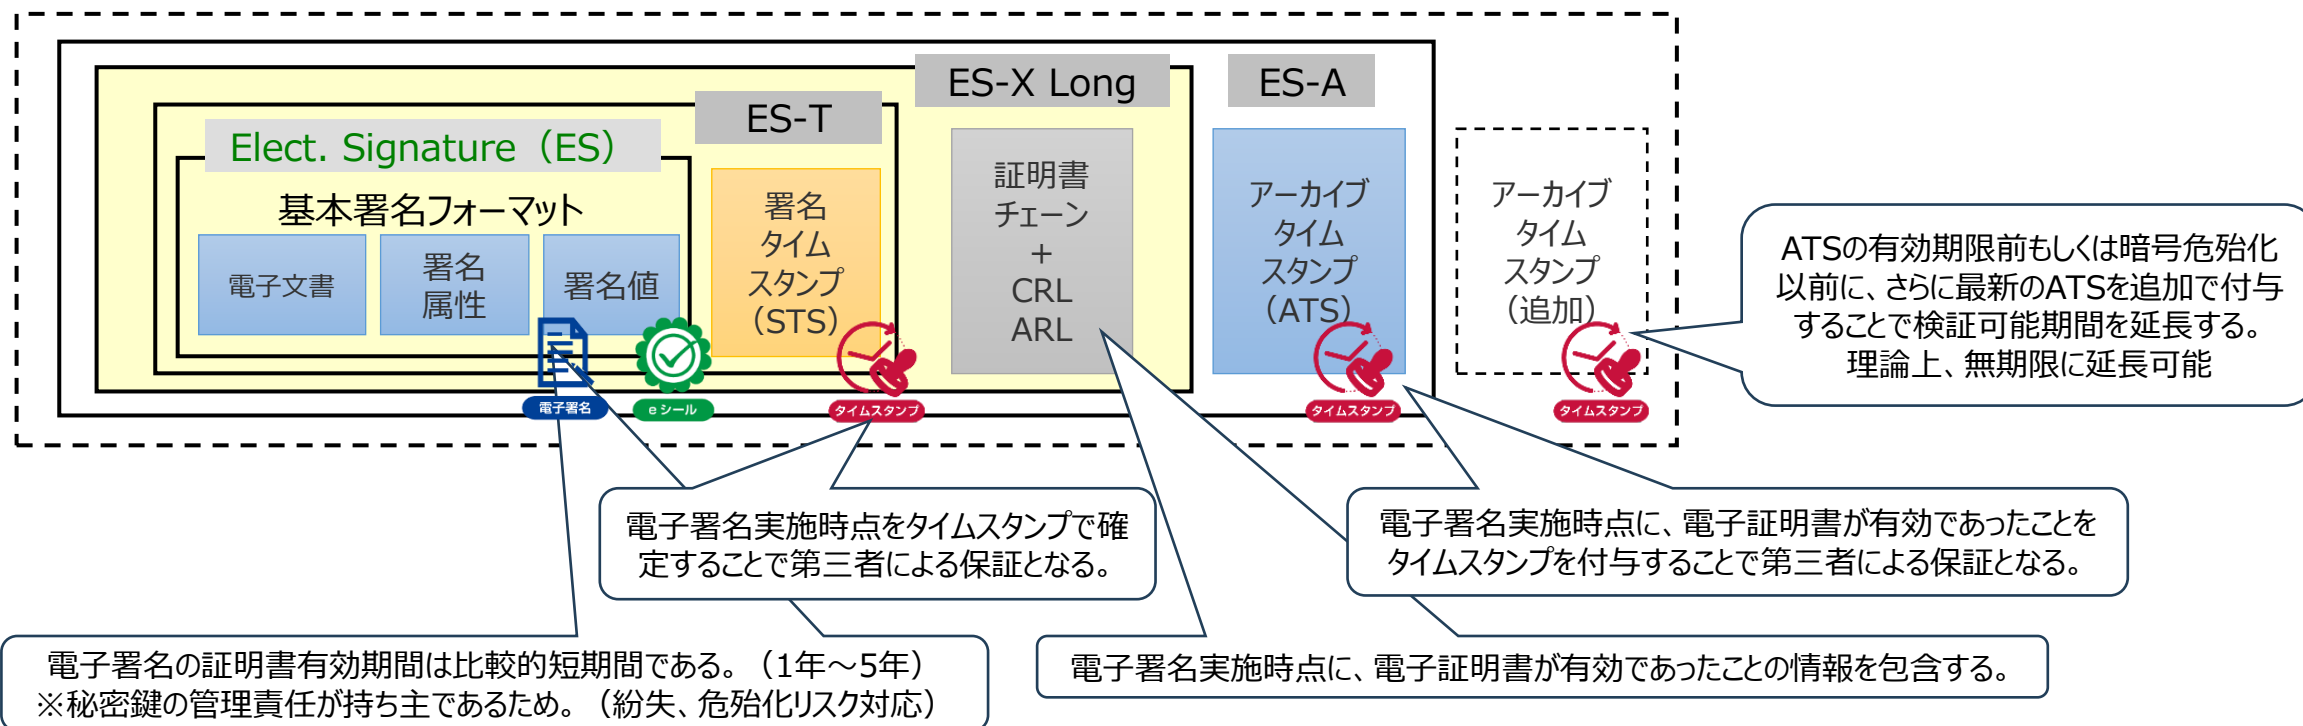 ES-X Long
ES-A
ES-T
Elect. Signature（ES）
基本署名フォーマット
電子文書
署名
属性
署名値
署名
タイム
スタンプ
（STS）
証明書
チェーン
+
CRL
ARL
アーカイブ
タイム
スタンプ
（ATS）
アーカイブ
タイム
スタンプ
（追加）
電子署名
eシール
タイムスタンプ
タイムスタンプ
タイムスタンプ
ATSの有効期限前もしくは暗号危殆化
以前に、さらに最新のATSを追加で付与
することで検証可能期間を延長する。
理論上、無期限に延長可能
電子署名実施時点をタイムスタンプで確
定することで第三者による保証となる。
電子署名実施時点に、電子証明書が有効であったことを
タイムスタンプを付与することで第三者による保証となる。
電子署名の証明書有効期間は比較的短期間である。（1年～5年）
※秘密鍵の管理責任が持ち主であるため。（紛失、危殆化リスク対応）
電子署名実施時点に、電子証明書が有効であったことの情報を包含する。